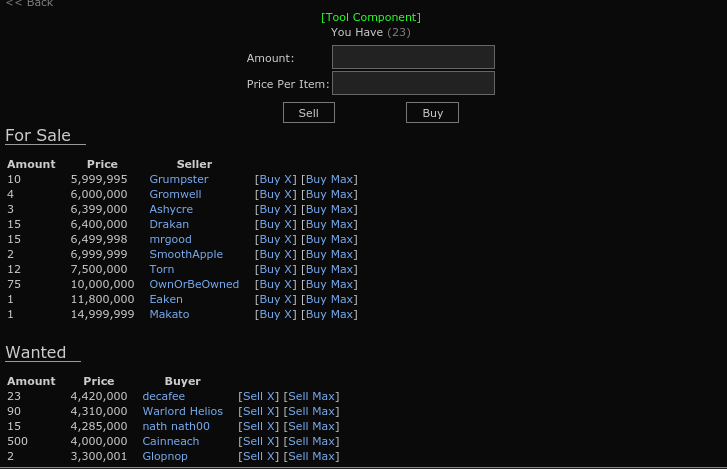 << Back
[Tool Component]
You Have (23)
Amount:
Price Per Item:
Sell Buy
For Sale
Amount Price Seller
10 5,999,995 Grumpster [Buy X] [Buy Max]
4 6,000,000 Gromwell [Buy X] [Buy Max]
3 6,399,000 Ashycre [Buy X] [Buy Max]
15 6,400,000 Drakan [Buy X] [Buy Max]
15 6,499,998 mrgood [Buy X] [Buy Max]
2 6,999,999 SmoothApple [Buy X] [Buy Max]
12 7,500,000 Torn [Buy X] [Buy Max]
75 10,000,000 OwnOrBeOwned [Buy X] [Buy Max]
1 11,800,000 Eaken [Buy X] [Buy Max]
1 14,999,999 Makato [Buy X] [Buy Max]
Wanted
Amount Price Buyer
23 4,420,000 decafee [Sell X] [Sell Max]
90 4,310,000 Warlord Helios [Sell X] [Sell Max]
15 4,285,000 nath nath00 [Sell X] [Sell Max]
500 4,000,000 Cainneach [Sell X] [Sell Max]
2 3,300,001 Glopnop [Sell X] [Sell Max]